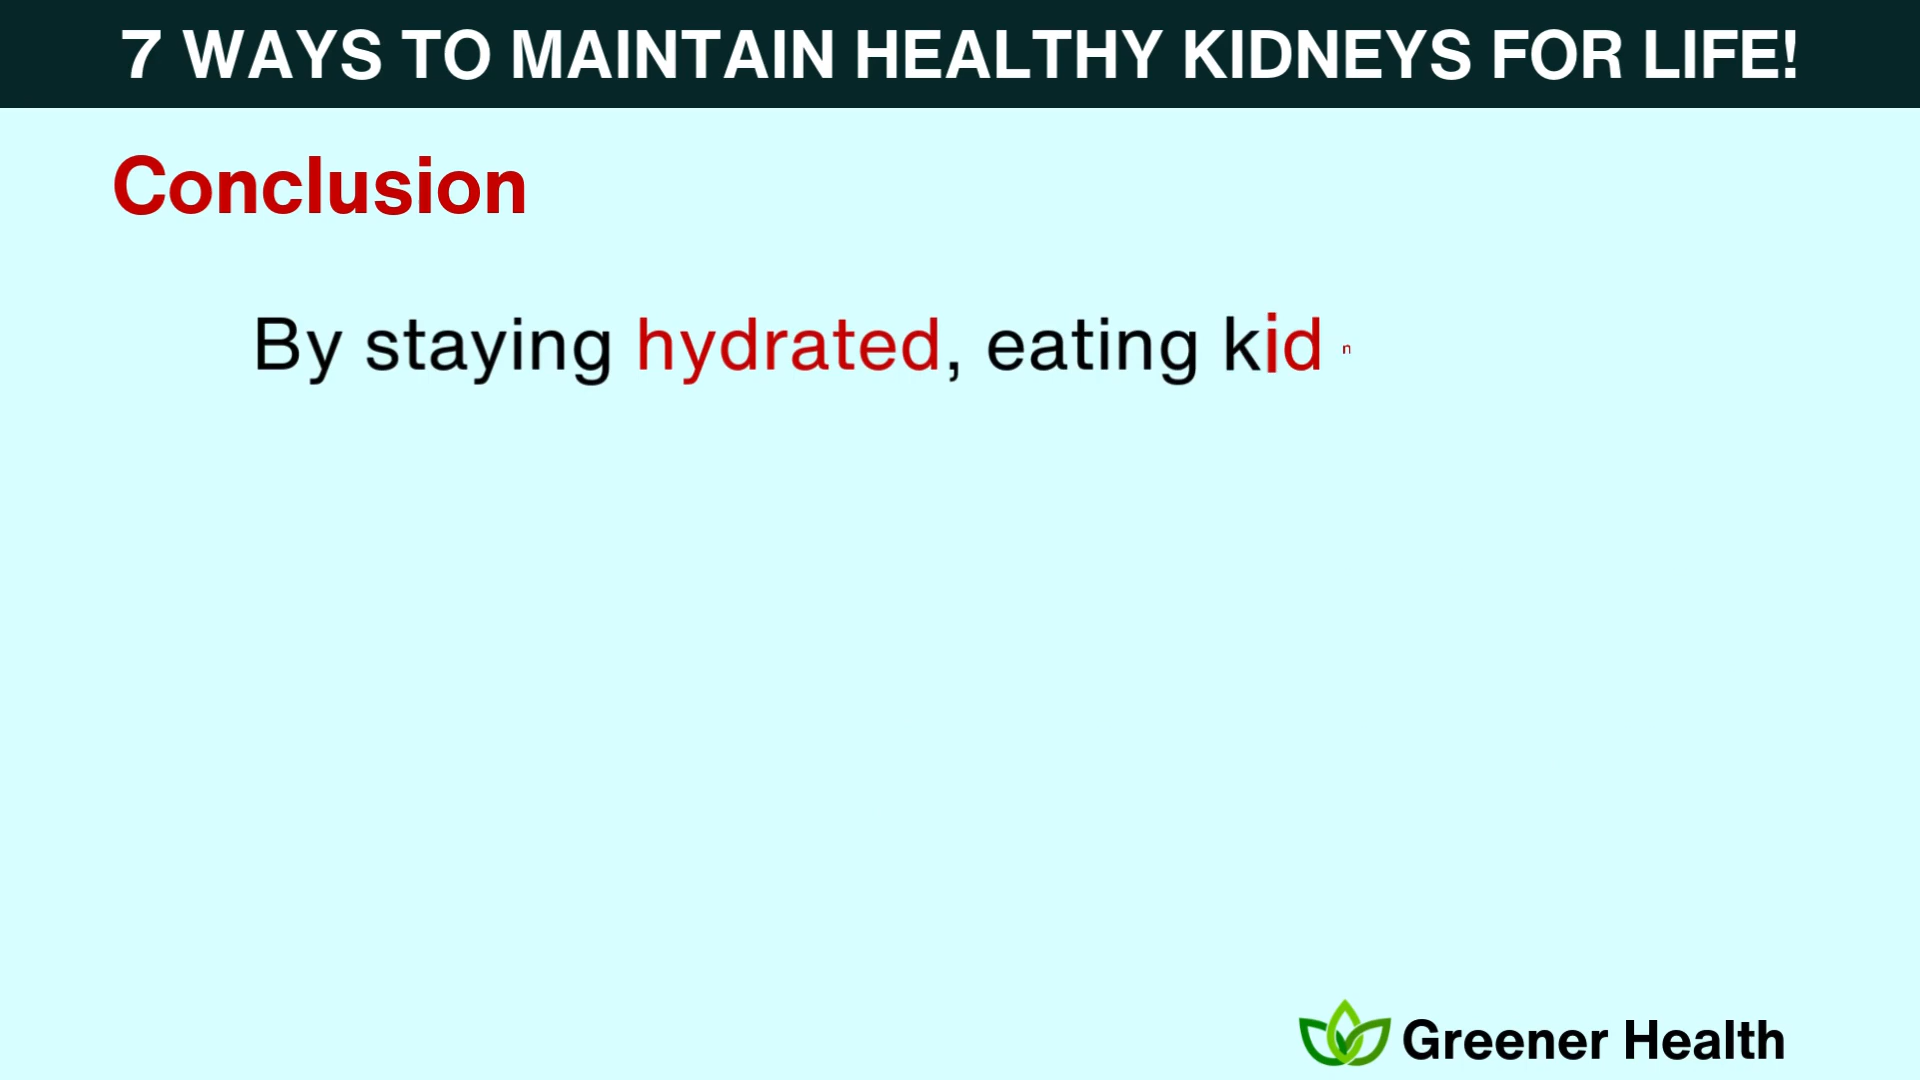 7 WAYS TO MAINTAIN HEALTHY KIDNEYS FOR LIFE!
Conclusion
By staying hydrated, eating kid n
Greener Health